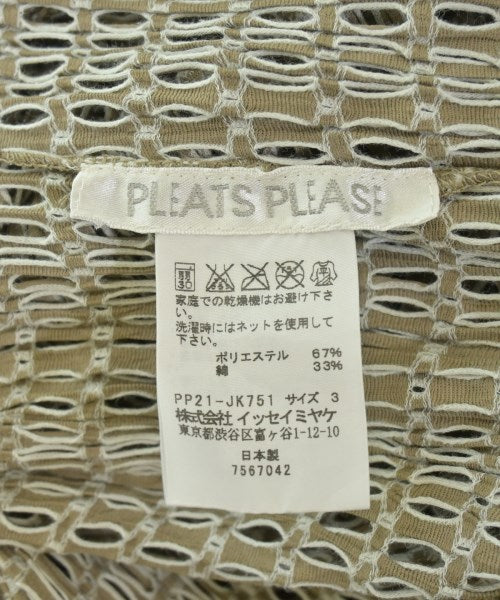 PLEATS PLEASE
家庭での乾燥機はお避け下さ
い。
洗濯時にはネットを使用して
下さい。
ポリエステル 67%
綿 33%
PP21-JK751 サイズ 3
株式会社 イッセイミヤケ
東京都渋谷区富ヶ谷1-12-10
日本製
7567042